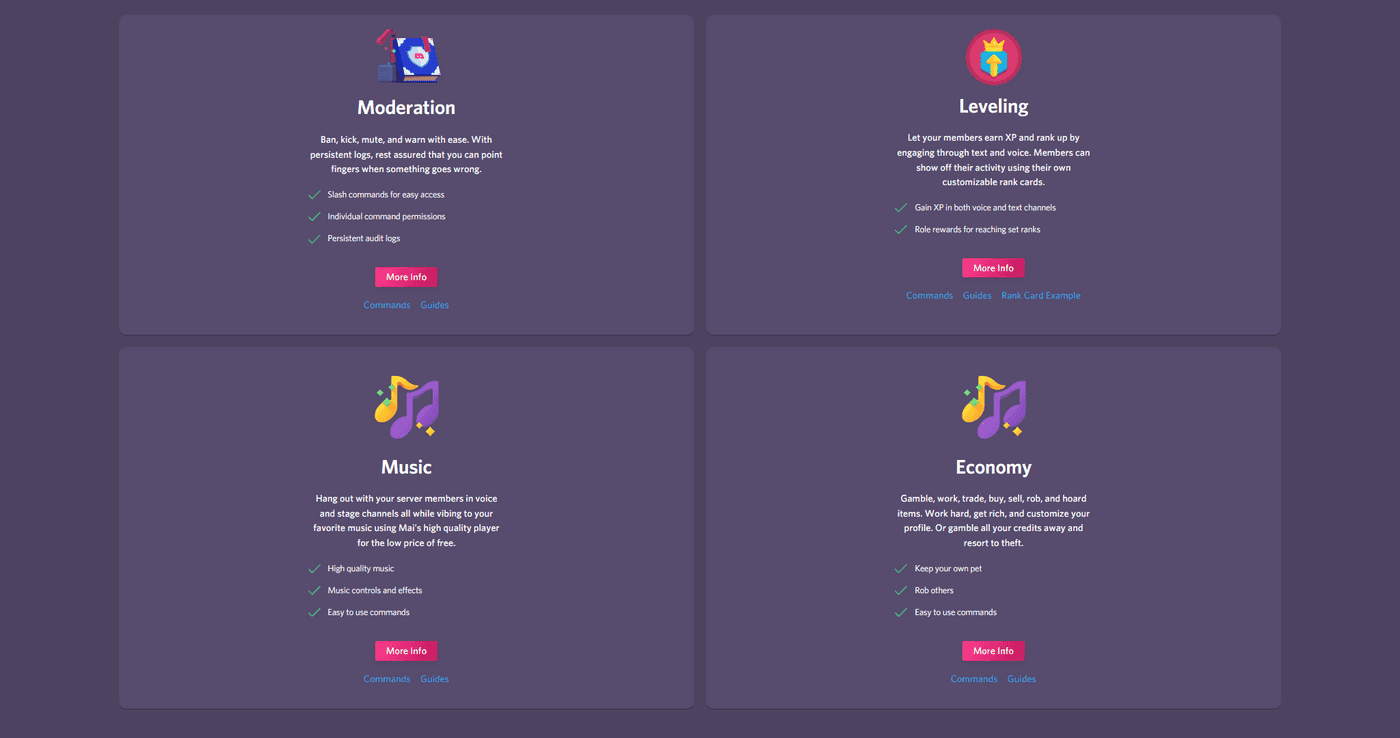 Moderation
Ban, kick, mute, and warn with ease. With
persistent logs, rest assured that you can point
fingers when something goes wrong.
Slash commands for easy access
Individual command permissions
Persistent audit logs
More Info
Commands Guides
Leveling
Let your members earn XP and rank up by
engaging through text and voice. Members can
show off their activity using their own
customizable rank cards.
Gain XP in both voice and text channels
Role rewards for reaching set ranks
More Info
Commands Guides Rank Card Example
Music
Hang out with your server members in voice
and stage channels all while vibing to your
favorite music using Mai's high quality player
for the low price of free.
High quality music
Music controls and effects
Easy to use commands
More Info
Commands Guides
Economy
Gamble, work, trade, buy, sell, rob, and hoard
items. Work hard, get rich, and customize your
profile. Or gamble all your credits away and
resort to theft.
Keep your own pet
Rob others
Easy to use commands
More Info
Commands Guides